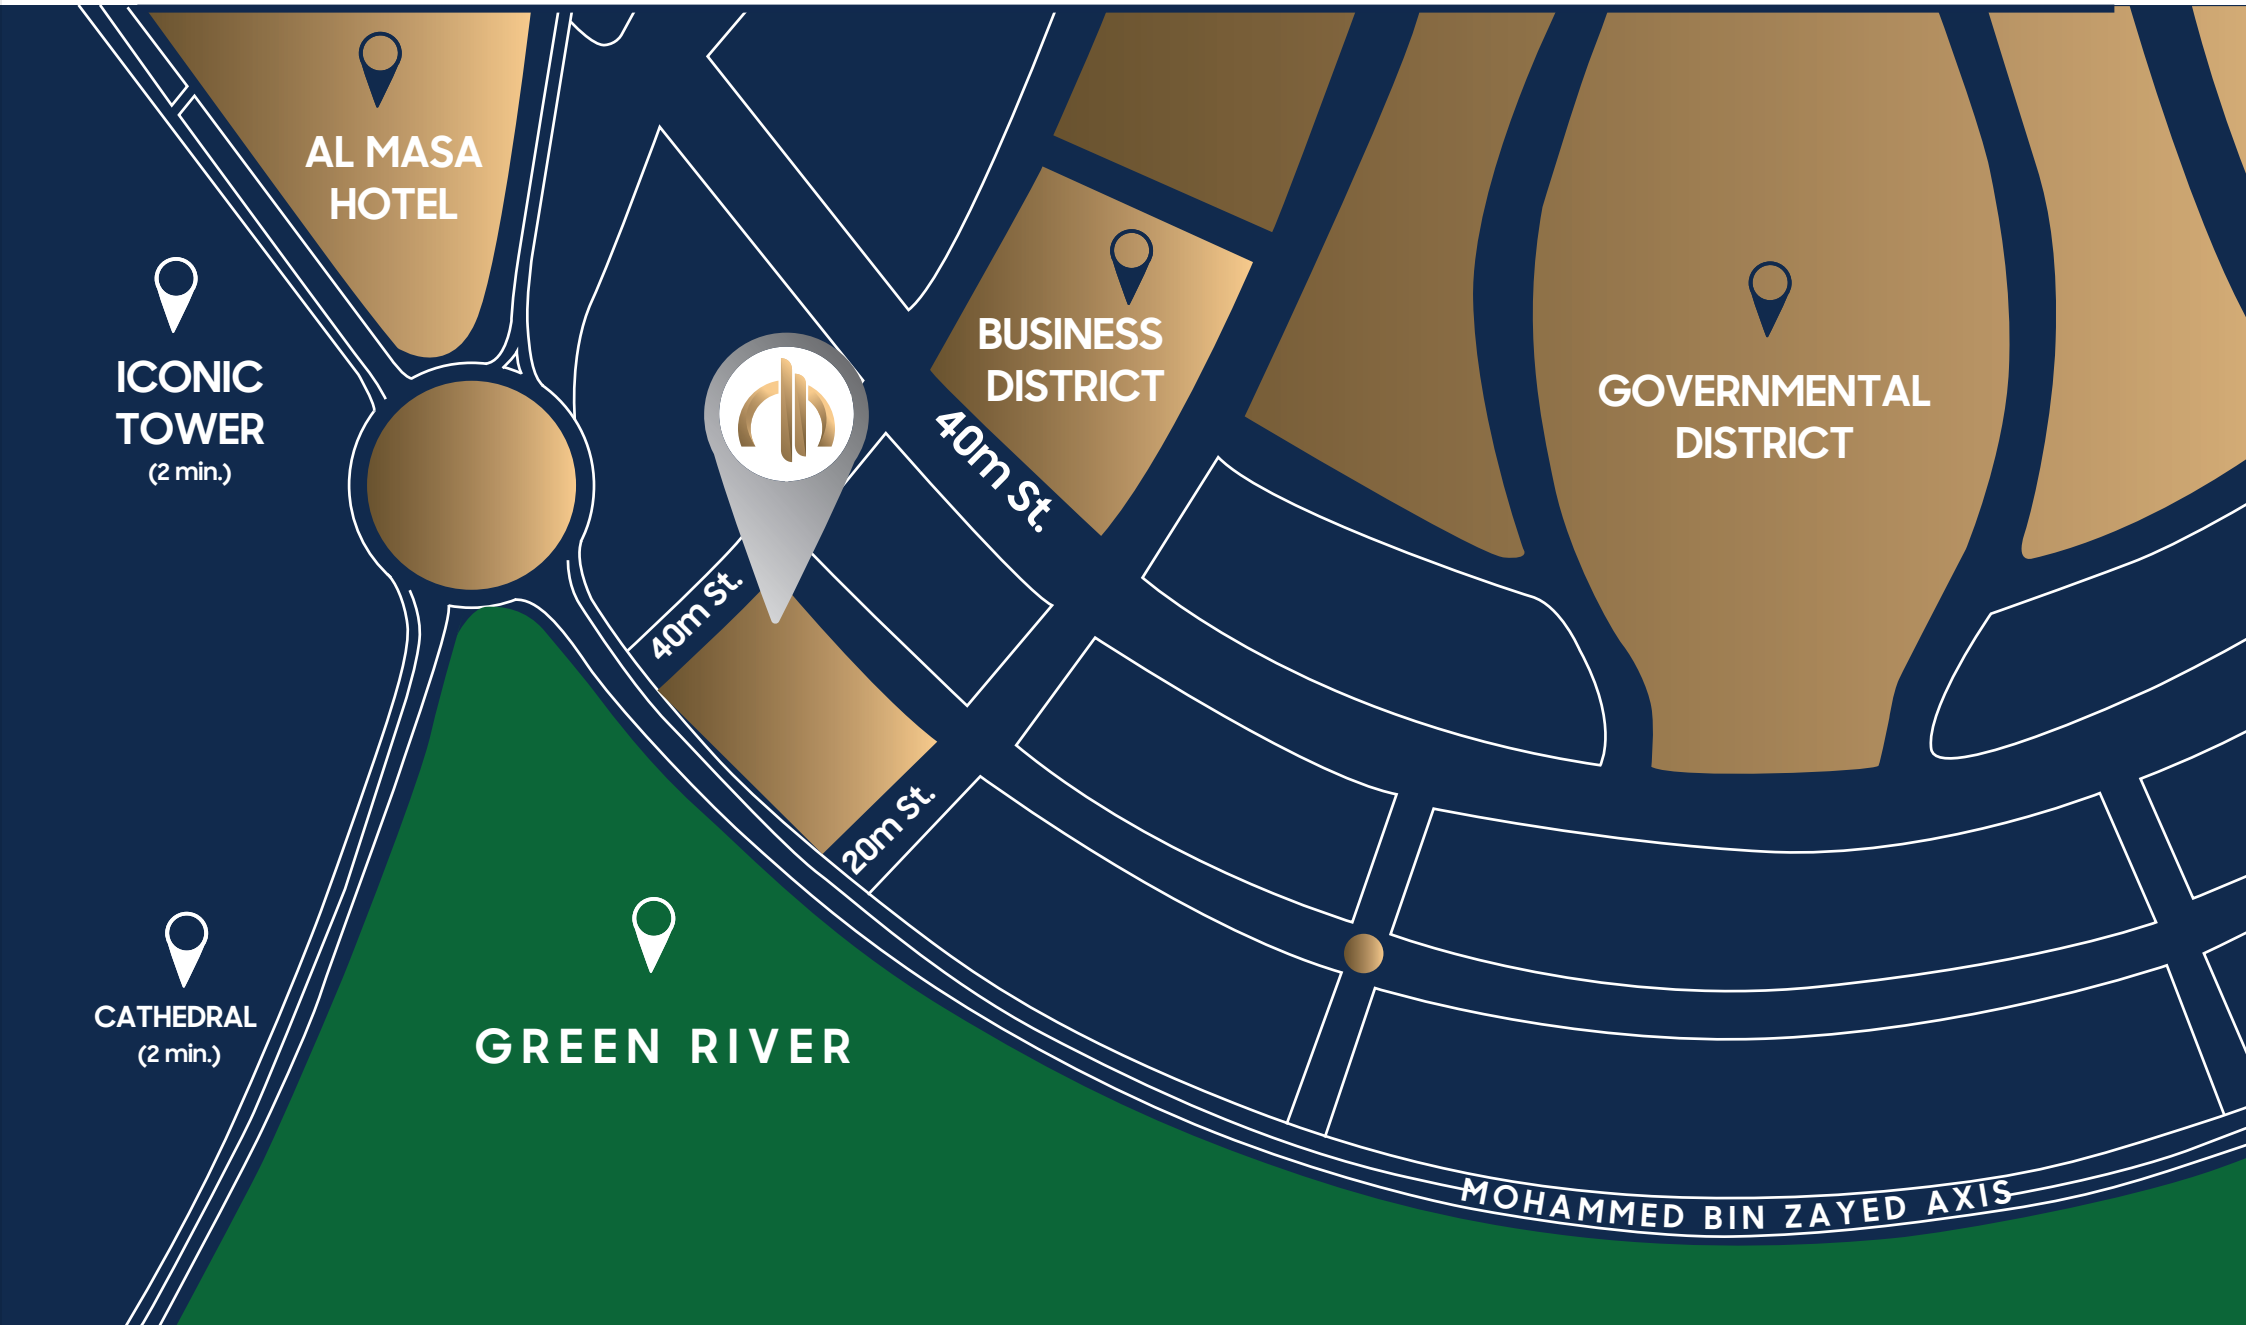 AL MASA
HOTEL
ICONIC
TOWER
(2 min.)
BUSINESS
DISTRICT
GOVERNMENTAL
DISTRICT
40m St.
40m St.
20m St.
CATHEDRAL
(2 min.)
GREEN RIVER
MOHAMMED BIN ZAYED AXIS